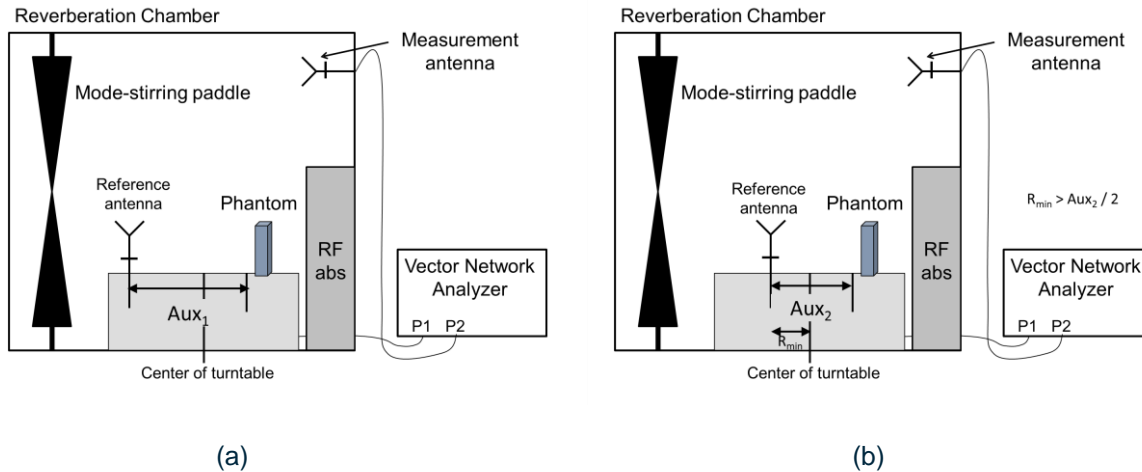 Reverberation Chamber
Measurement
antenna
Mode-stirring paddle
Reference
antenna
Phantom
RF
abs
Vector Network
Analyzer
Aux1
P1 P2
Center of turntable
(a)
Reverberation Chamber
Measurement
antenna
Mode-stirring paddle
Reference
antenna
Phantom
Rmin > Aux2 / 2
RF
abs
Vector Network
Analyzer
Aux2
P1 P2
Rmin
Center of turntable
(b)